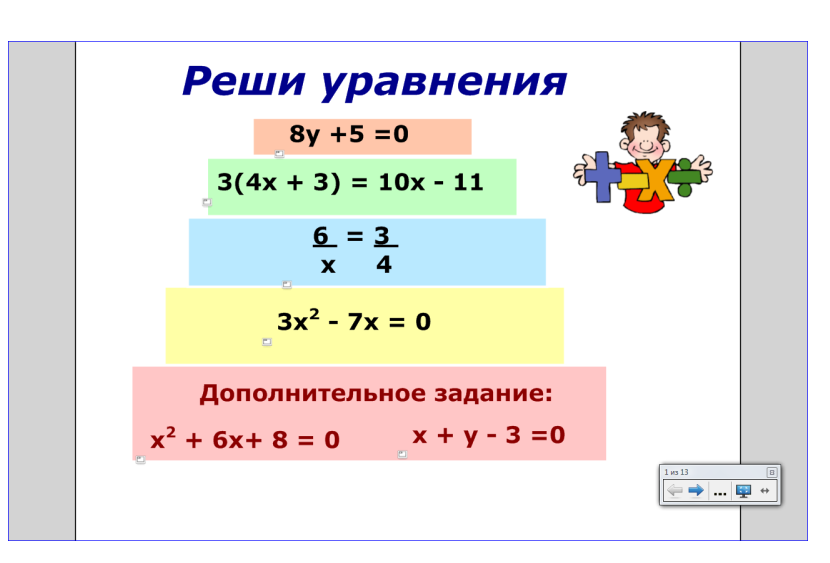 Реши уравнения
8y +5 =0
3(4x + 3) = 10x - 11
6 = 3
x 4
3x² - 7x = 0
Дополнительное задание:
x² + 6x+ 8 = 0
x + y - 3 =0
1 из 13